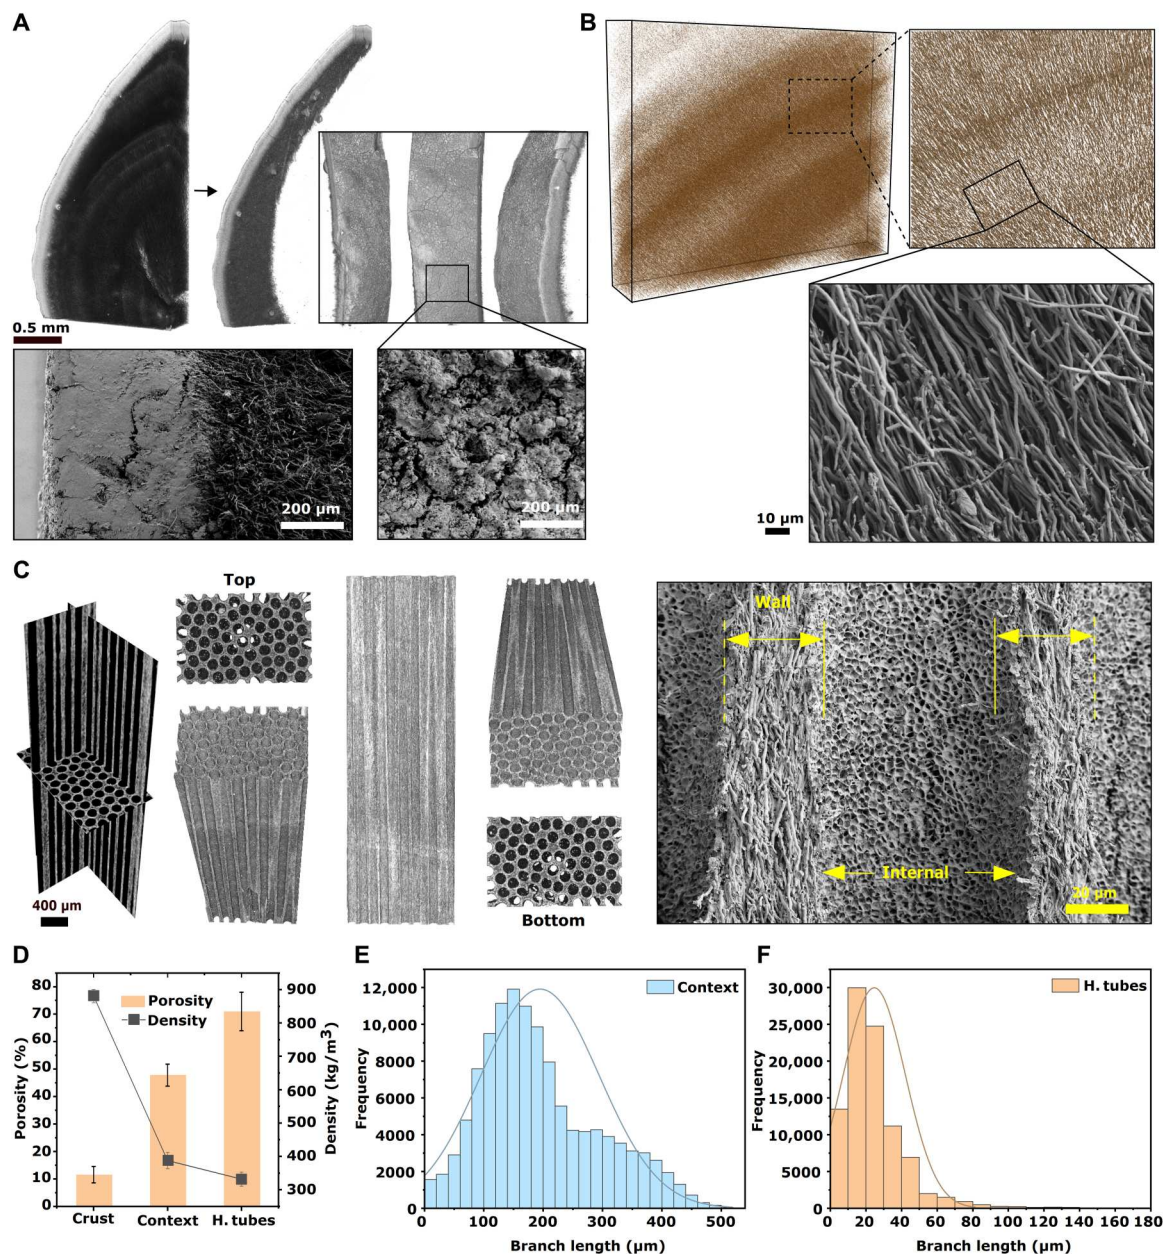 A
B
0.5 mm
200 µm
200 µm
10 µm
C
Top
Wall
Internal
20 µm
400 µm
Bottom
D
Porosity (%)
80
70
60
50
40
30
20
10
0
Porosity
Density
900
800
700
600
500
400
300
Density (kg/m³)
Crust
Context
H. tubes
E
Frequency
12,000
10,000
8000
6000
4000
2000
0
Context
0
100
200
300
400
500
Branch length (µm)
F
Frequency
30,000
25,000
20,000
15,000
10,000
5000
0
H. tubes
0
20
40
60
80
100
120
140
180
Branch length (µm)